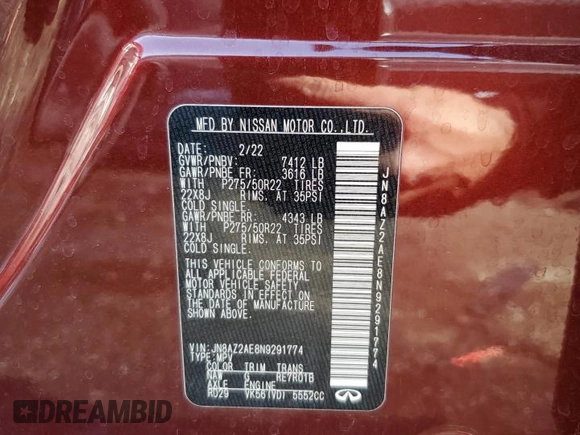 MFD BY NISSAN MOTOR CO.,LTD.
DATE: 2/22
GVWR/PNBV: 7412 LB
GAWR/PNBE FR: 3616 LB
WITH P275/50R22 TIRES
22X8J RIMS. AT 35PSI
COLD SINGLE.
GAWR/PNBE RR: 4343 LB
WITH P275/50R22 TIRES
22X8J RIMS. AT 35PSI
COLD SINGLE.
THIS VEHICLE CONFORMS TO
ALL APPLICABLE FEDERAL
MOTOR VEHICLE SAFETY
STANDARDS IN EFFECT ON
THE DATE OF MANUFACTURE
SHOWN ABOVE.
VIN: JN8AZ2AE8N9291774
TYPE: MPV
COLOR TRIM TRANS
NAW G RE7R01B
AXLE ENGINE
R029 VK56(VD) 5552CC
JN8AZ2AE8N9291774
DREAMBID